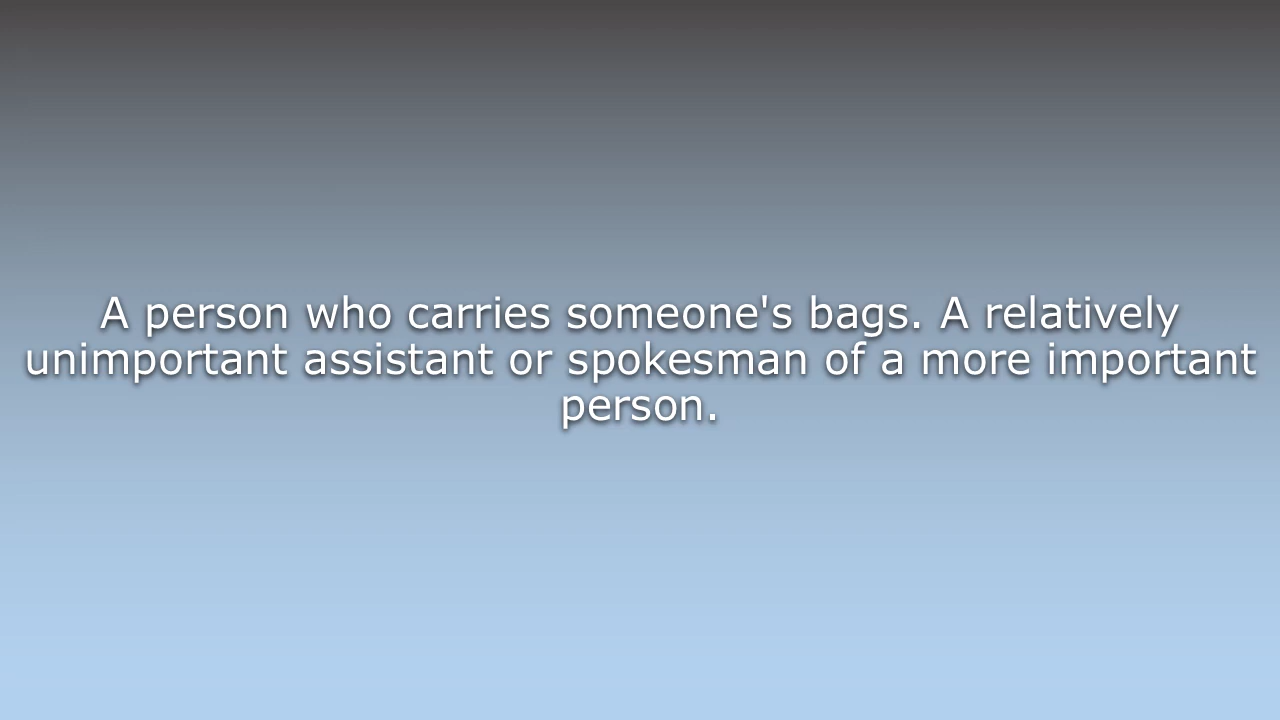 A person who carries someone's bags. A relatively
unimportant assistant or spokesman of a more important
person.